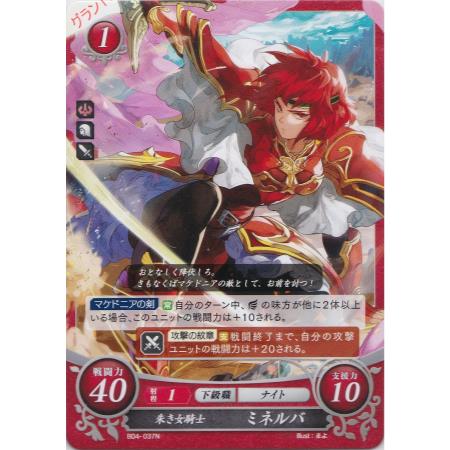 グラント
1
おとなしく降伏しろ。
さもなくばマケドニアの敵として、お前を討つ!
マケドニアの剣 常 自分のターン中、の味方が他に2体以上
いる場合、このユニットの戦闘力は+10される。
攻撃の紋章 支 戦闘終了まで、自分の攻撃
ユニットの戦闘力は+20される。
戦闘力
40
射程 1 下級職 ナイト
支援力
10
朱き女騎士 ミネルバ
B04-037N
Illust: